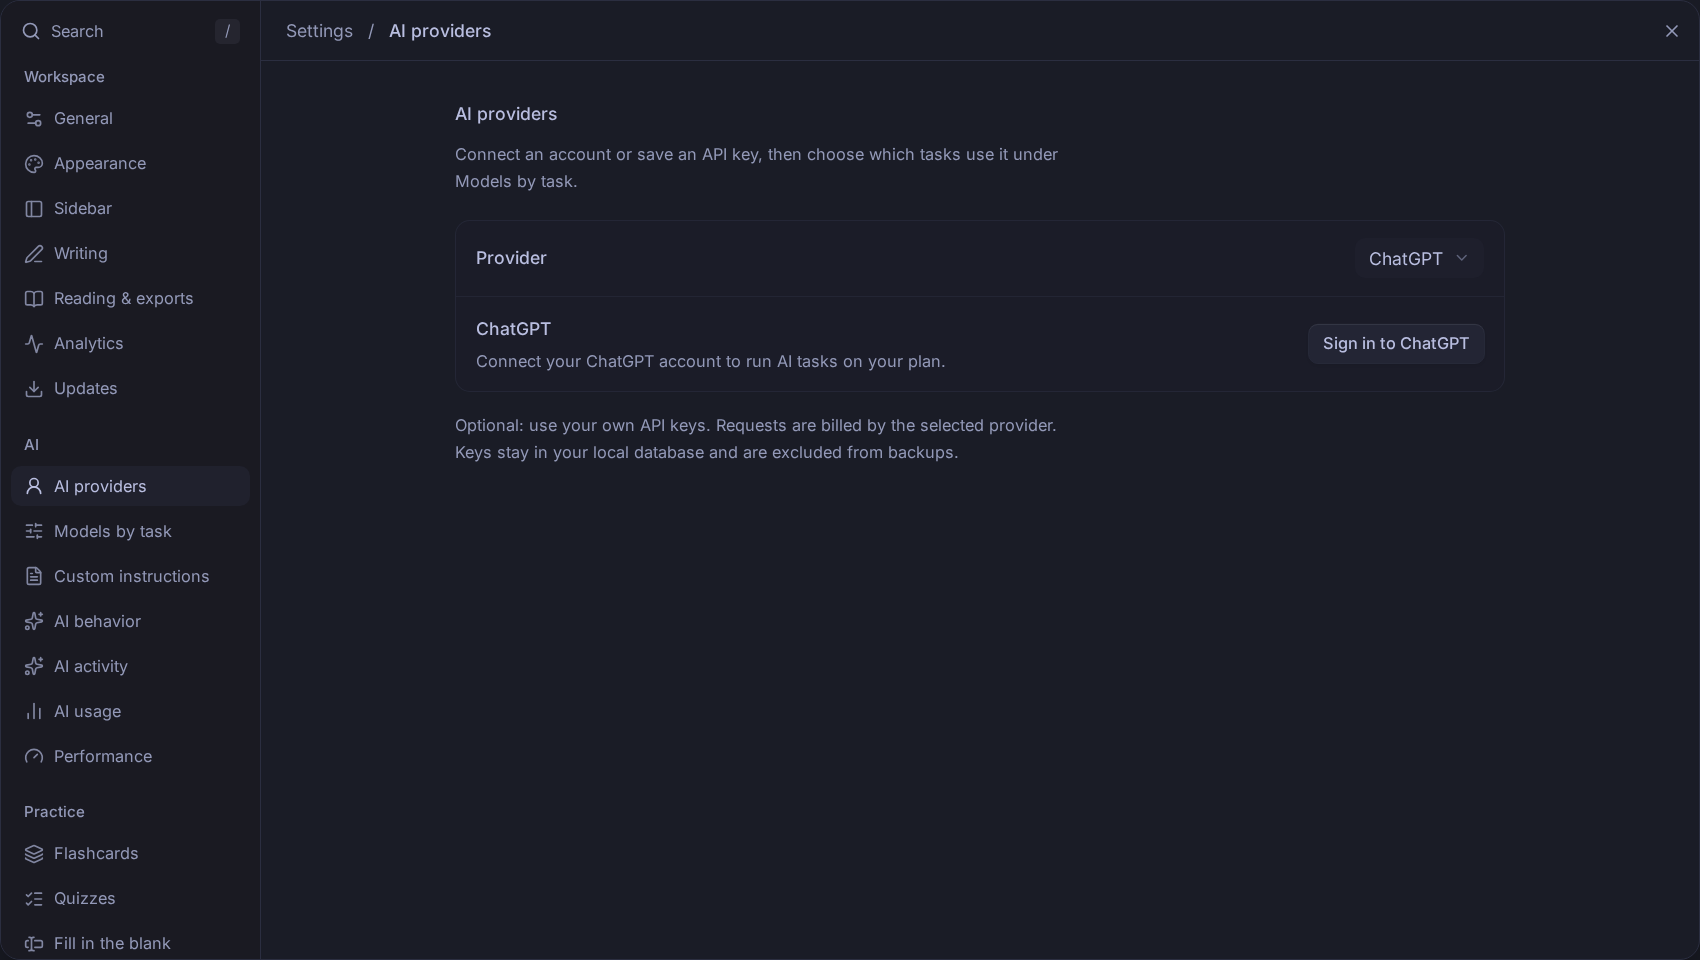 Search /
Settings / AI providers
Workspace
General
Appearance
Sidebar
Writing
Reading & exports
Analytics
Updates
AI
AI providers
Models by task
Custom instructions
AI behavior
AI activity
AI usage
Performance
Practice
Flashcards
Quizzes
Fill in the blank
AI providers
Connect an account or save an API key, then choose which tasks use it under
Models by task.
Provider
ChatGPT
ChatGPT
Connect your ChatGPT account to run AI tasks on your plan.
Sign in to ChatGPT
Optional: use your own API keys. Requests are billed by the selected provider.
Keys stay in your local database and are excluded from backups.